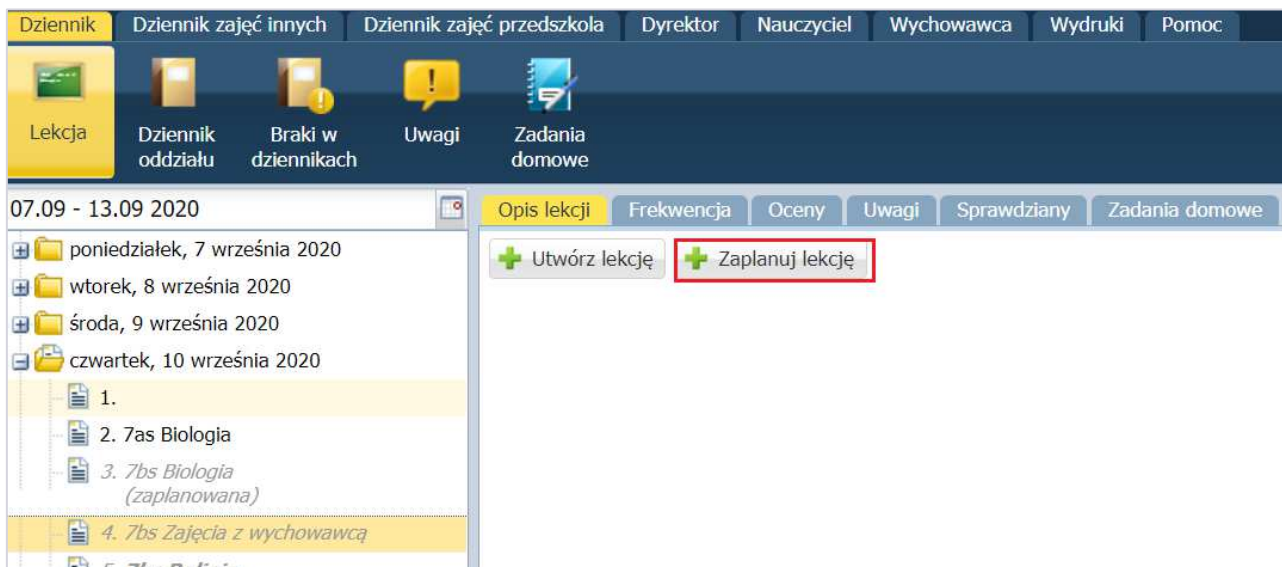 Dziennik Dziennik zajęć innych Dziennik zajęć przedszkola Dyrektor Nauczyciel Wychowawca Wydruki Pomoc
Lekcja Dziennik oddziału Braki w dziennikach Uwagi Zadania domowe
07.09 - 13.09 2020
Opis lekcji Frekwencja Oceny Uwagi Sprawdziany Zadania domowe
Utwórz lekcję Zaplanuj lekcję
poniedziałek, 7 września 2020
wtorek, 8 września 2020
środa, 9 września 2020
czwartek, 10 września 2020
1.
2. 7as Biologia
3. 7bs Biologia
(zaplanowana)
4. 7bs Zajęcia z wychowawcą